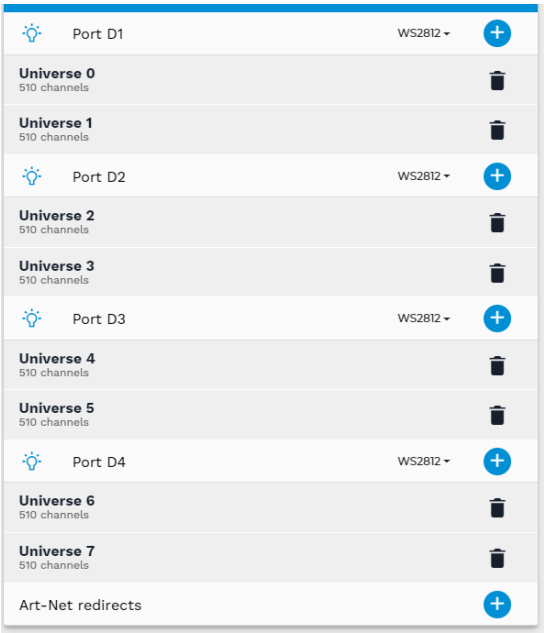 Port D1 WS2812
Universe 0
510 channels
Universe 1
510 channels
Port D2 WS2812
Universe 2
510 channels
Universe 3
510 channels
Port D3 WS2812
Universe 4
510 channels
Universe 5
510 channels
Port D4 WS2812
Universe 6
510 channels
Universe 7
510 channels
Art-Net redirects